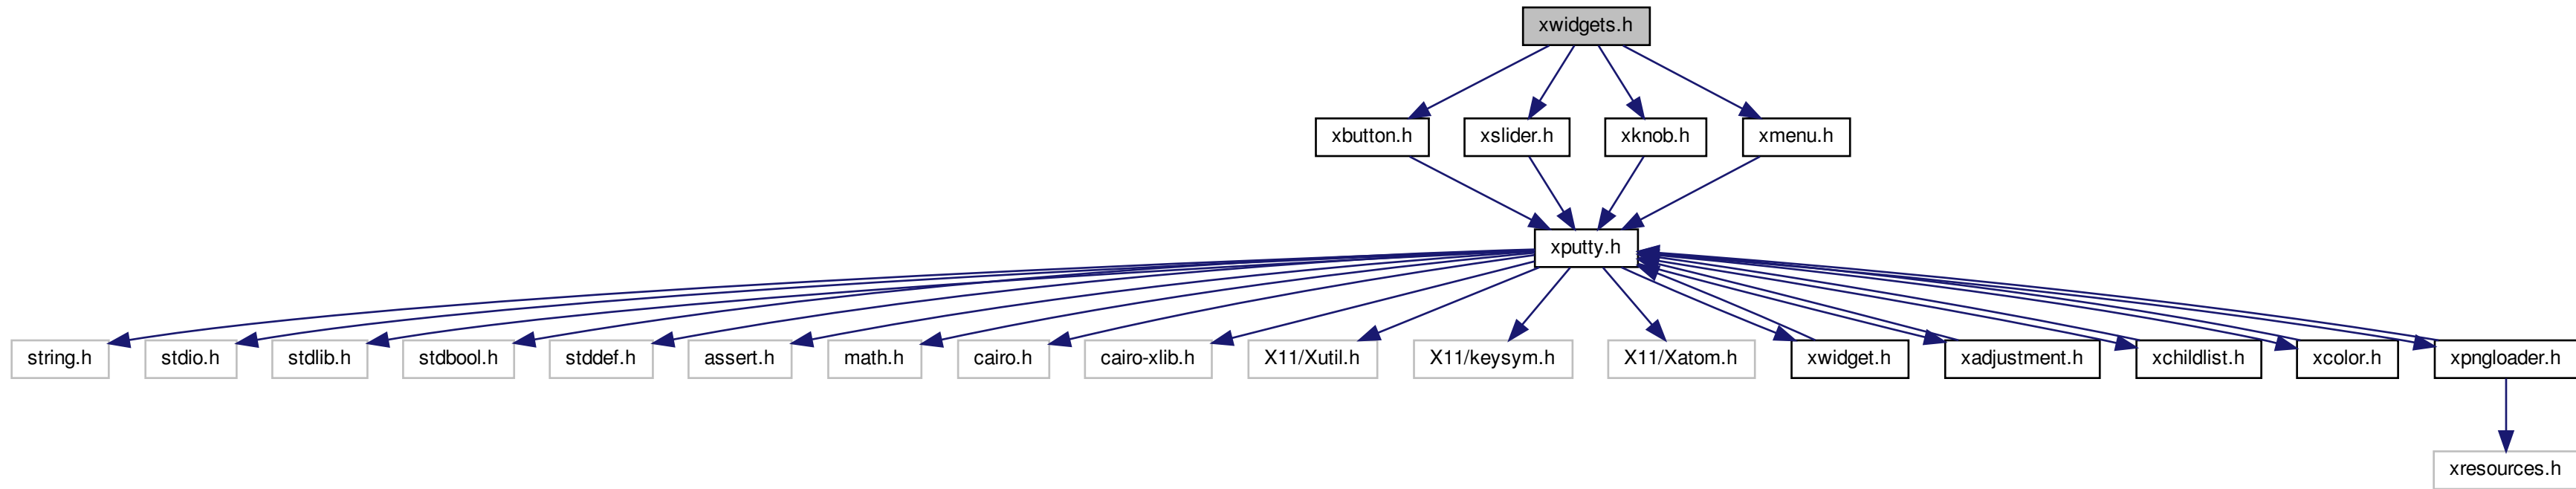 xwidgets.h
xbutton.h
xslider.h
xknob.h
xmenu.h
xputty.h
string.h
stdio.h
stdlib.h
stdbool.h
stddef.h
assert.h
math.h
cairo.h
cairo-xlib.h
X11/Xutil.h
X11/keysym.h
X11/Xatom.h
xwidget.h
xadjustment.h
xchildlist.h
xcolor.h
xpngloader.h
xresources.h